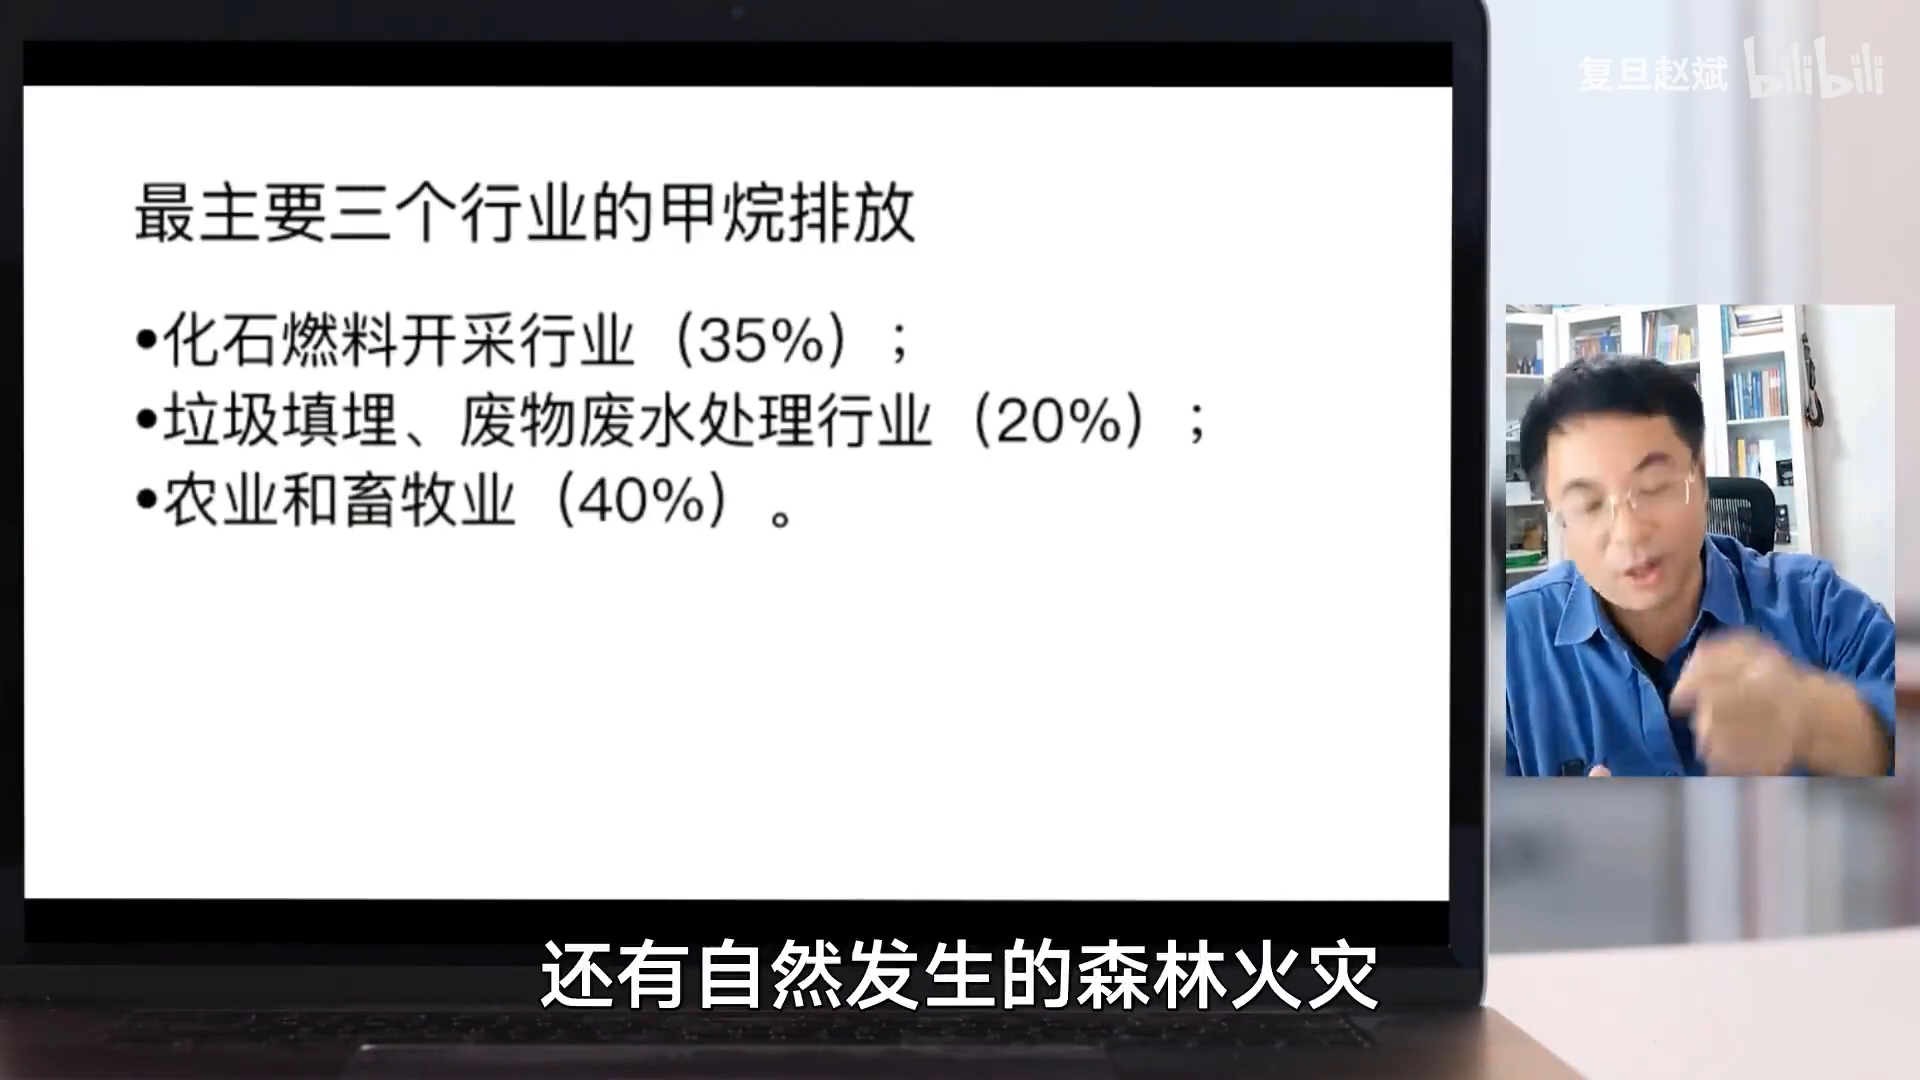 复旦赵斌 bilibili
最主要三个行业的甲烷排放
•化石燃料开采行业（35%）；
•垃圾填埋、废物废水处理行业（20%）；
•农业和畜牧业（40%）。
还有自然发生的森林火灾